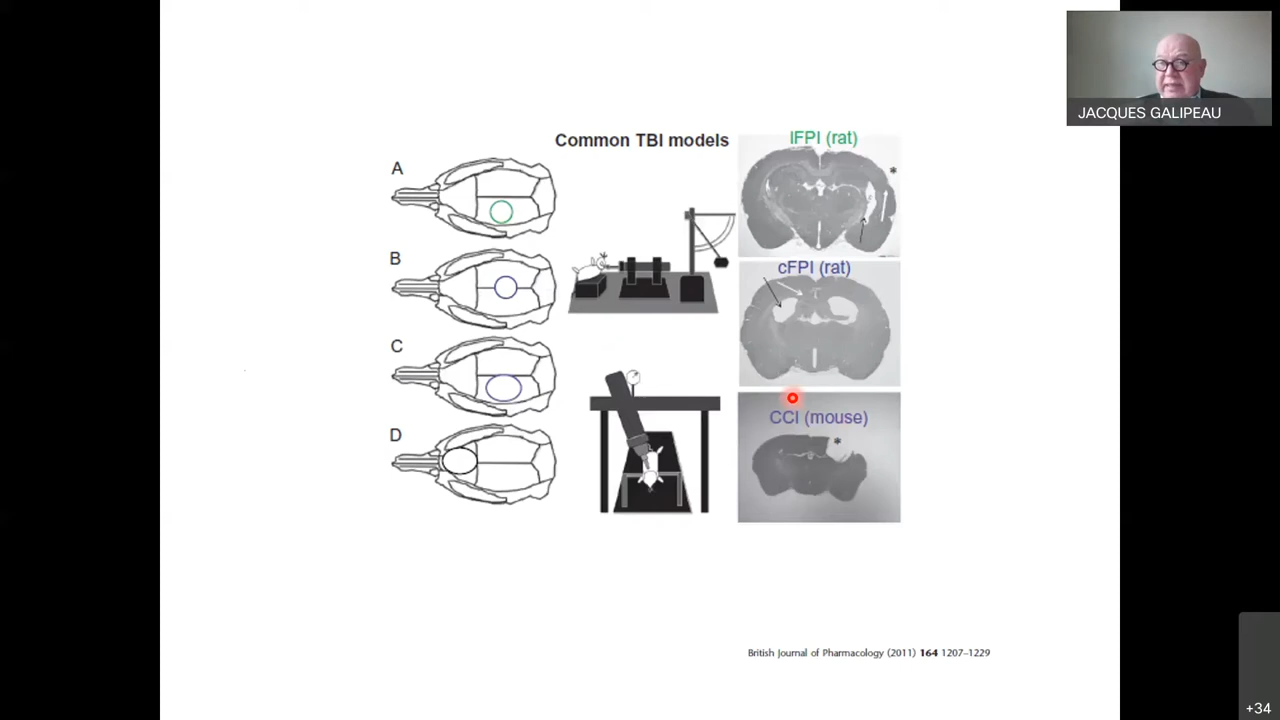 JACQUES GALIPEAU
Common TBI models
A
B
C
D
lFPI (rat)
*
cFPI (rat)
CCI (mouse)
*
British Journal of Pharmacology (2011) 164 1207–1229
+34